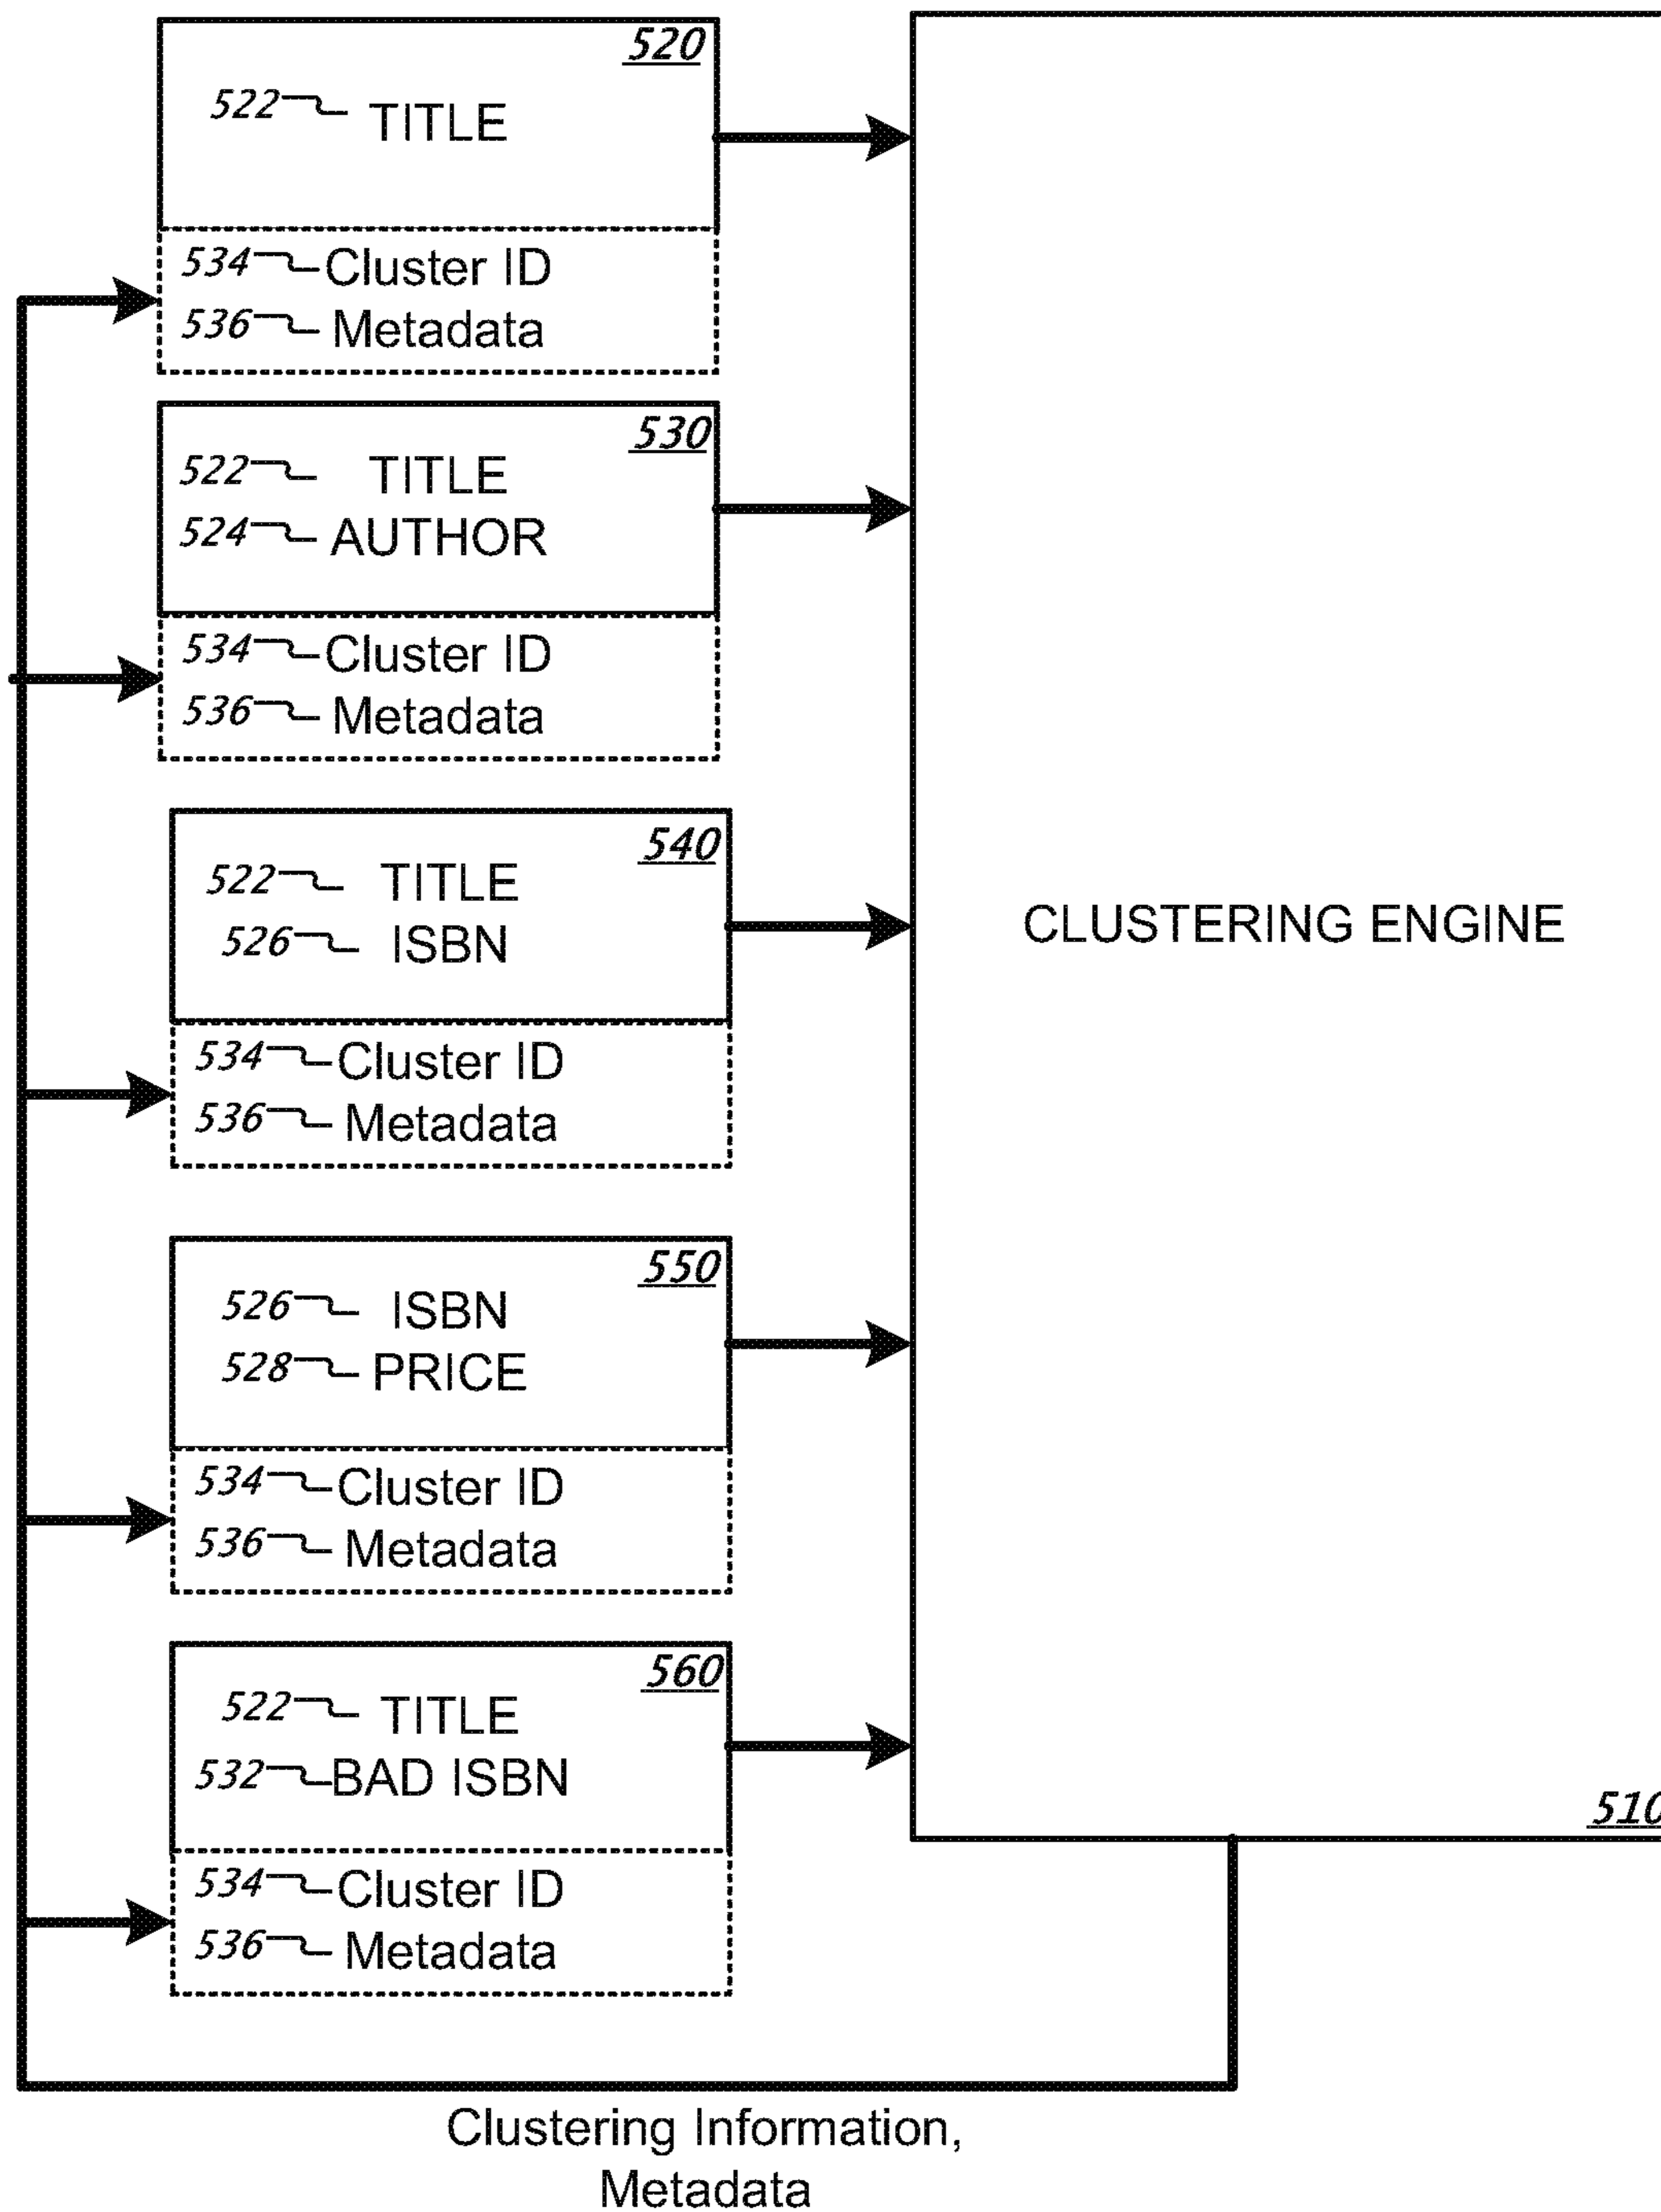 520
522 TITLE
534 Cluster ID
536 Metadata
530
522 TITLE
524 AUTHOR
534 Cluster ID
536 Metadata
540
522 TITLE
526 ISBN
534 Cluster ID
536 Metadata
550
526 ISBN
528 PRICE
534 Cluster ID
536 Metadata
560
522 TITLE
532 BAD ISBN
534 Cluster ID
536 Metadata
CLUSTERING ENGINE
510
Clustering Information,
Metadata